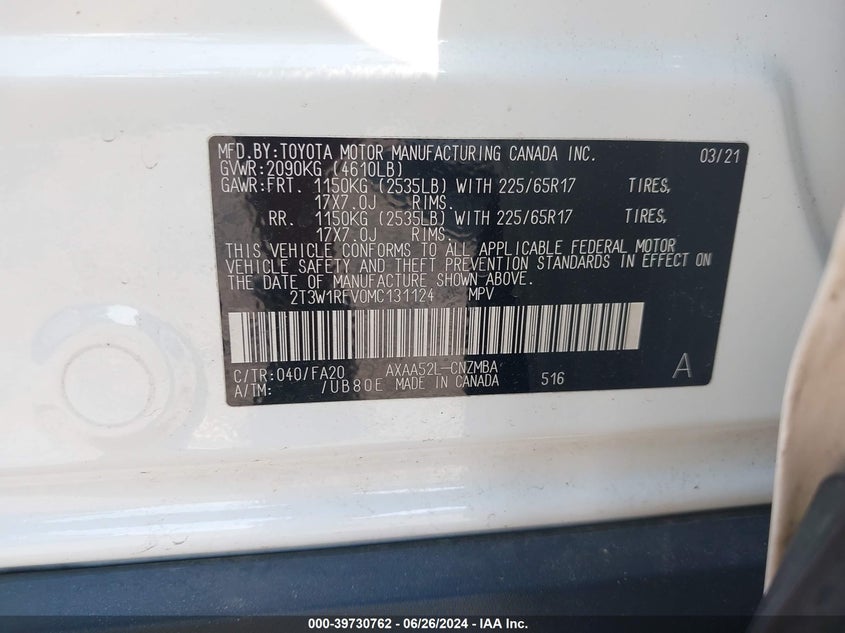 MFD.BY:TOYOTA MOTOR MANUFACTURING CANADA INC. 03/21
GVWR:2090KG (4610LB)
GAWR:FRT. 1150KG (2535LB) WITH 225/65R17 TIRES,
17X7.0J RIMS.
RR. 1150KG (2535LB) WITH 225/65R17 TIRES,
17X7.0J RIMS.
THIS VEHICLE CONFORMS TO ALL APPLICABLE FEDERAL MOTOR
VEHICLE SAFETY AND THEFT PREVENTION STANDARDS IN EFFECT ON
THE DATE OF MANUFACTURE SHOWN ABOVE.
2T3W1RFV0MC131124 MPV
C/TR:040/FA20 AXAA52L-CNZMBA A
A/TM: /UB80E MADE IN CANADA 516
000-39730762 - 06/26/2024 - IAA Inc.